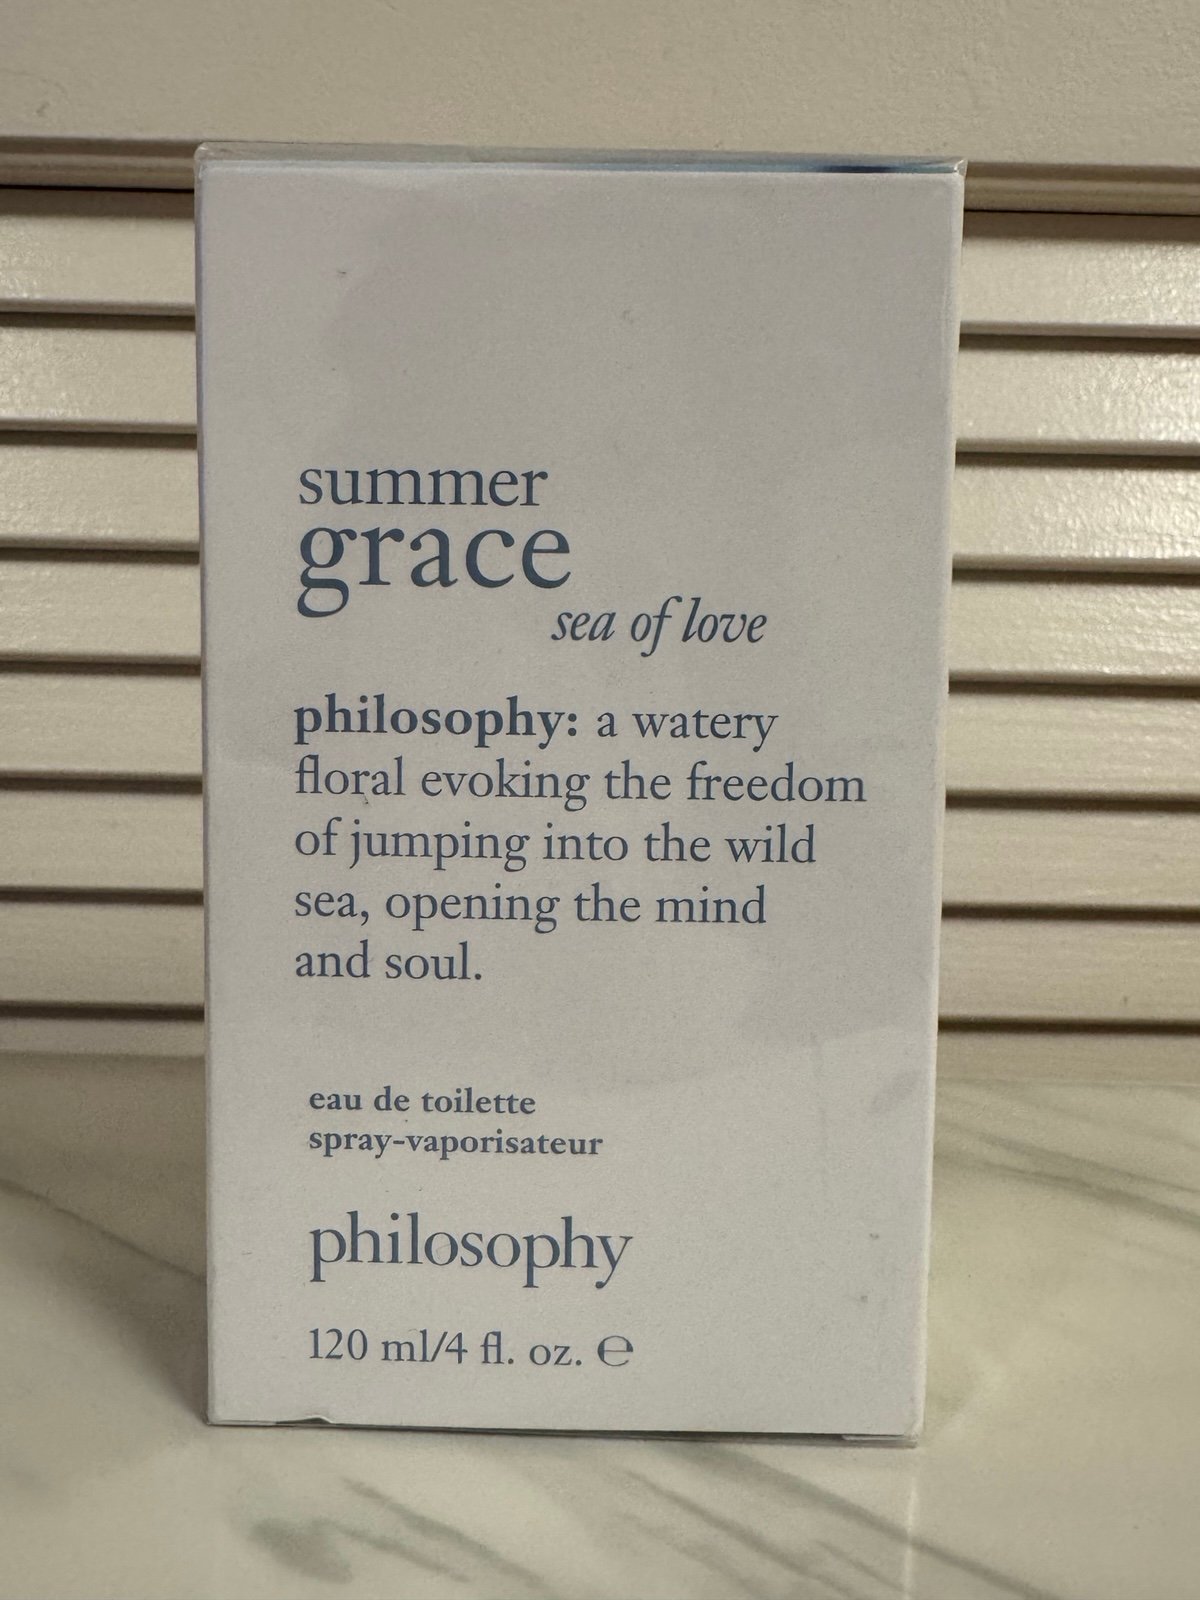 summer
grace
sea of love
philosophy: a watery
floral evoking the freedom
of jumping into the wild
sea, opening the mind
and soul.
eau de toilette
spray-vaporisateur
philosophy
120 ml/4 fl. oz. ℮